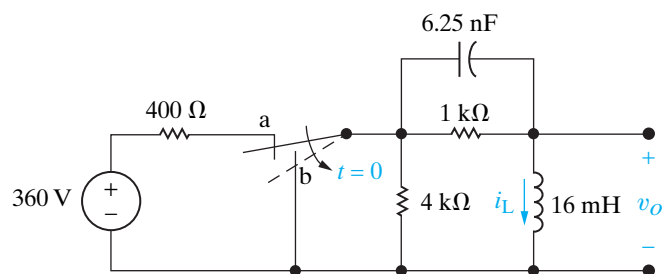 6.25 nF
400 Ω
a
1 kΩ
+
b
t = 0
360 V
+
−
4 kΩ
iL
16 mH
vo
−